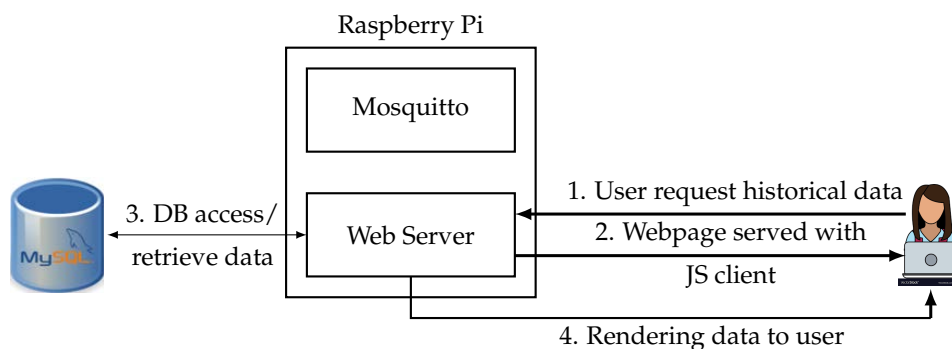 Raspberry Pi
Mosquitto
1. User request historical data
3. DB access/
retrieve data
Web Server
2. Webpage served with
JS client
MySQL
4. Rendering data to user